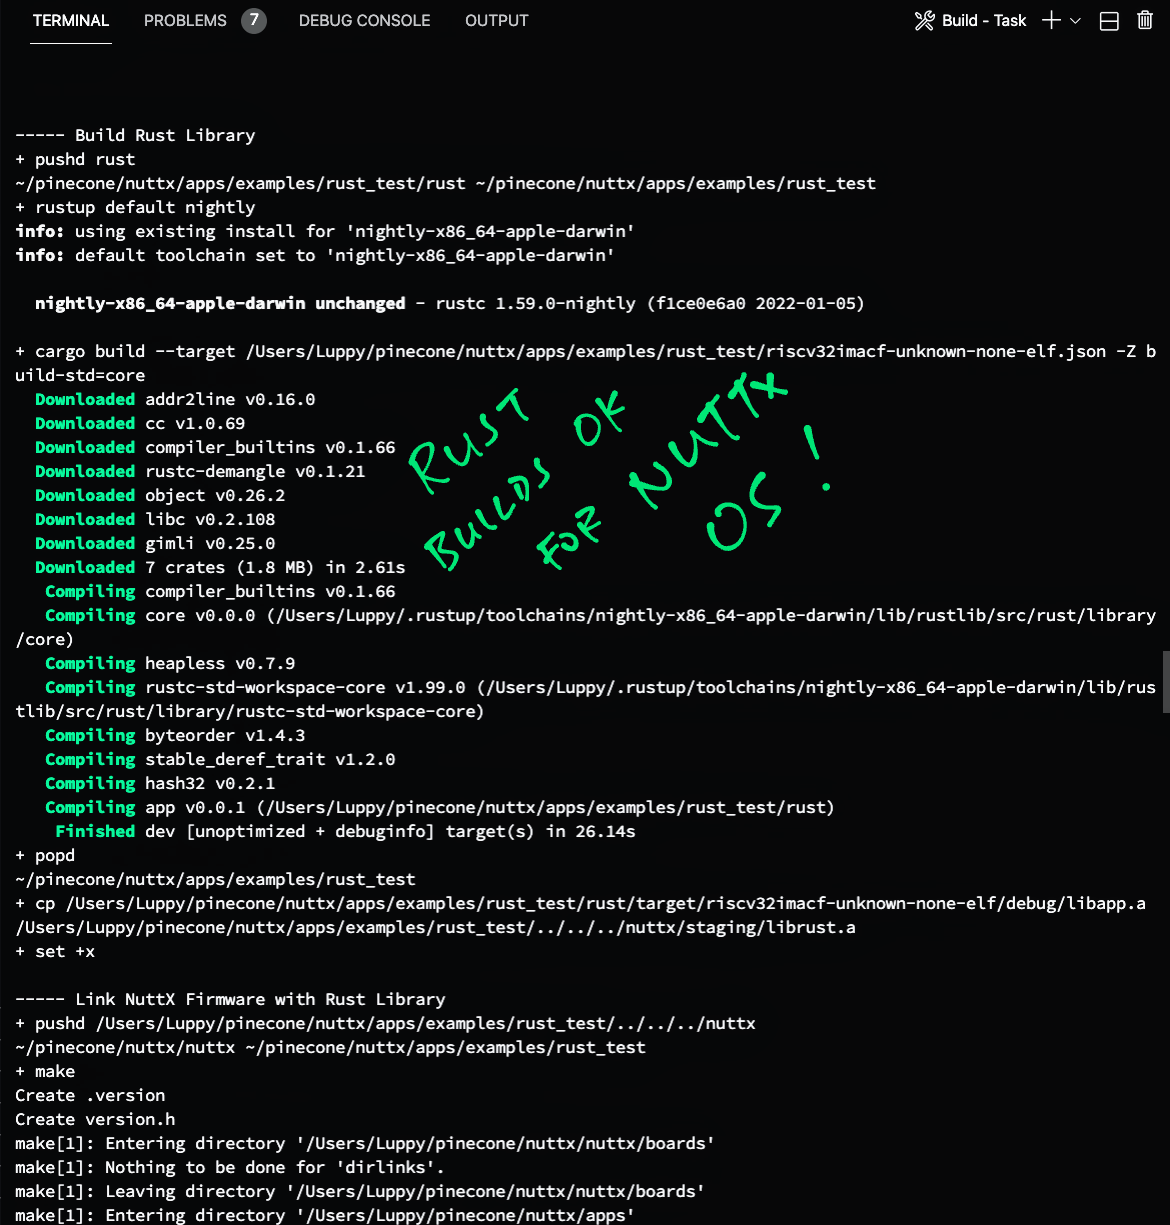 TERMINAL PROBLEMS 7 DEBUG CONSOLE OUTPUT Build - Task
----- Build Rust Library
+ pushd rust
~/pinecone/nuttx/apps/examples/rust_test/rust ~/pinecone/nuttx/apps/examples/rust_test
+ rustup default nightly
info: using existing install for 'nightly-x86_64-apple-darwin'
info: default toolchain set to 'nightly-x86_64-apple-darwin'
nightly-x86_64-apple-darwin unchanged - rustc 1.59.0-nightly (f1ce0e6a0 2022-01-05)
+ cargo build --target /Users/Luppy/pinecone/nuttx/apps/examples/rust_test/riscv32imacf-unknown-none-elf.json -Z b
uild-std=core
Downloaded addr2line v0.16.0
Downloaded cc v1.0.69
Downloaded compiler_builtins v0.1.66
Downloaded rustc-demangle v0.1.21
Downloaded object v0.26.2
Downloaded libc v0.2.108
Downloaded gimli v0.25.0
Downloaded 7 crates (1.8 MB) in 2.61s
RUST
BUILDS OK
FOR NUTTX
OS!
Compiling compiler_builtins v0.1.66
Compiling core v0.0.0 (/Users/Luppy/.rustup/toolchains/nightly-x86_64-apple-darwin/lib/rustlib/src/rust/library
/core)
Compiling heapless v0.7.9
Compiling rustc-std-workspace-core v1.99.0 (/Users/Luppy/.rustup/toolchains/nightly-x86_64-apple-darwin/lib/rus
tlib/src/rust/library/rustc-std-workspace-core)
Compiling byteorder v1.4.3
Compiling stable_deref_trait v1.2.0
Compiling hash32 v0.2.1
Compiling app v0.0.1 (/Users/Luppy/pinecone/nuttx/apps/examples/rust_test/rust)
Finished dev [unoptimized + debuginfo] target(s) in 26.14s
+ popd
~/pinecone/nuttx/apps/examples/rust_test
+ cp /Users/Luppy/pinecone/nuttx/apps/examples/rust_test/rust/target/riscv32imacf-unknown-none-elf/debug/libapp.a
/Users/Luppy/pinecone/nuttx/apps/examples/rust_test/../../../nuttx/staging/librust.a
+ set +x
----- Link NuttX Firmware with Rust Library
+ pushd /Users/Luppy/pinecone/nuttx/apps/examples/rust_test/../../../nuttx
~/pinecone/nuttx/nuttx ~/pinecone/nuttx/apps/examples/rust_test
+ make
Create .version
Create version.h
make[1]: Entering directory '/Users/Luppy/pinecone/nuttx/nuttx/boards'
make[1]: Nothing to be done for 'dirlinks'.
make[1]: Leaving directory '/Users/Luppy/pinecone/nuttx/nuttx/boards'
make[1]: Entering directory '/Users/Luppy/pinecone/nuttx/apps'